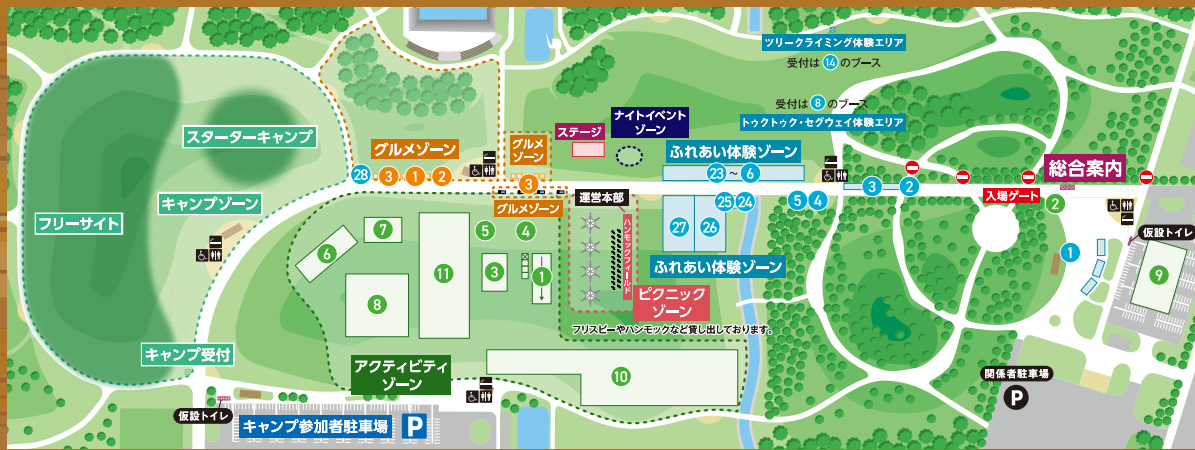 ツリークライミング体験エリア
受付は14のブース
受付は8のブース
トゥクトゥク・セグウェイ体験エリア
ナイトイベント
ゾーン
ステージ
スターターキャンプ
グルメゾーン
グルメ
ゾーン
ふれあい体験ゾーン
総合案内
28
3
1
2
3
23 ~ 6
3
2
入場ゲート
キャンプゾーン
グルメゾーン
運営本部
25
24
5
4
2
フリーサイト
7
5
4
27
26
仮設トイレ
6
11
3
1
ハンモックフィールド
ふれあい体験ゾーン
1
9
8
ピクニック
ゾーン
フリスビーやハンモックなど貸し出しております。
キャンプ受付
アクティビティ
ゾーン
10
関係者駐車場
P
仮設トイレ
キャンプ参加者駐車場
P